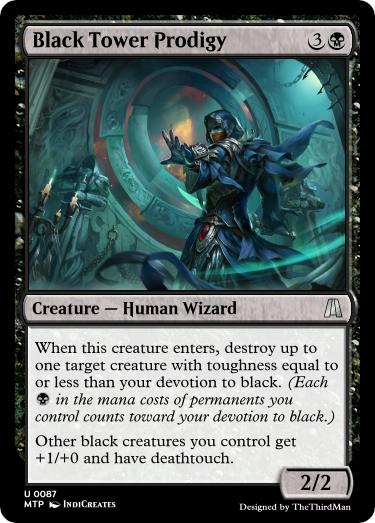 Black Tower Prodigy 3
Creature — Human Wizard
When this creature enters, destroy up to
one target creature with toughness equal to
or less than your devotion to black. (Each
in the mana costs of permanents you
control counts toward your devotion to black.)
Other black creatures you control get
+1/+0 and have deathtouch.
2/2
U 0087
MTP IndiCreates
Designed by TheThirdMan